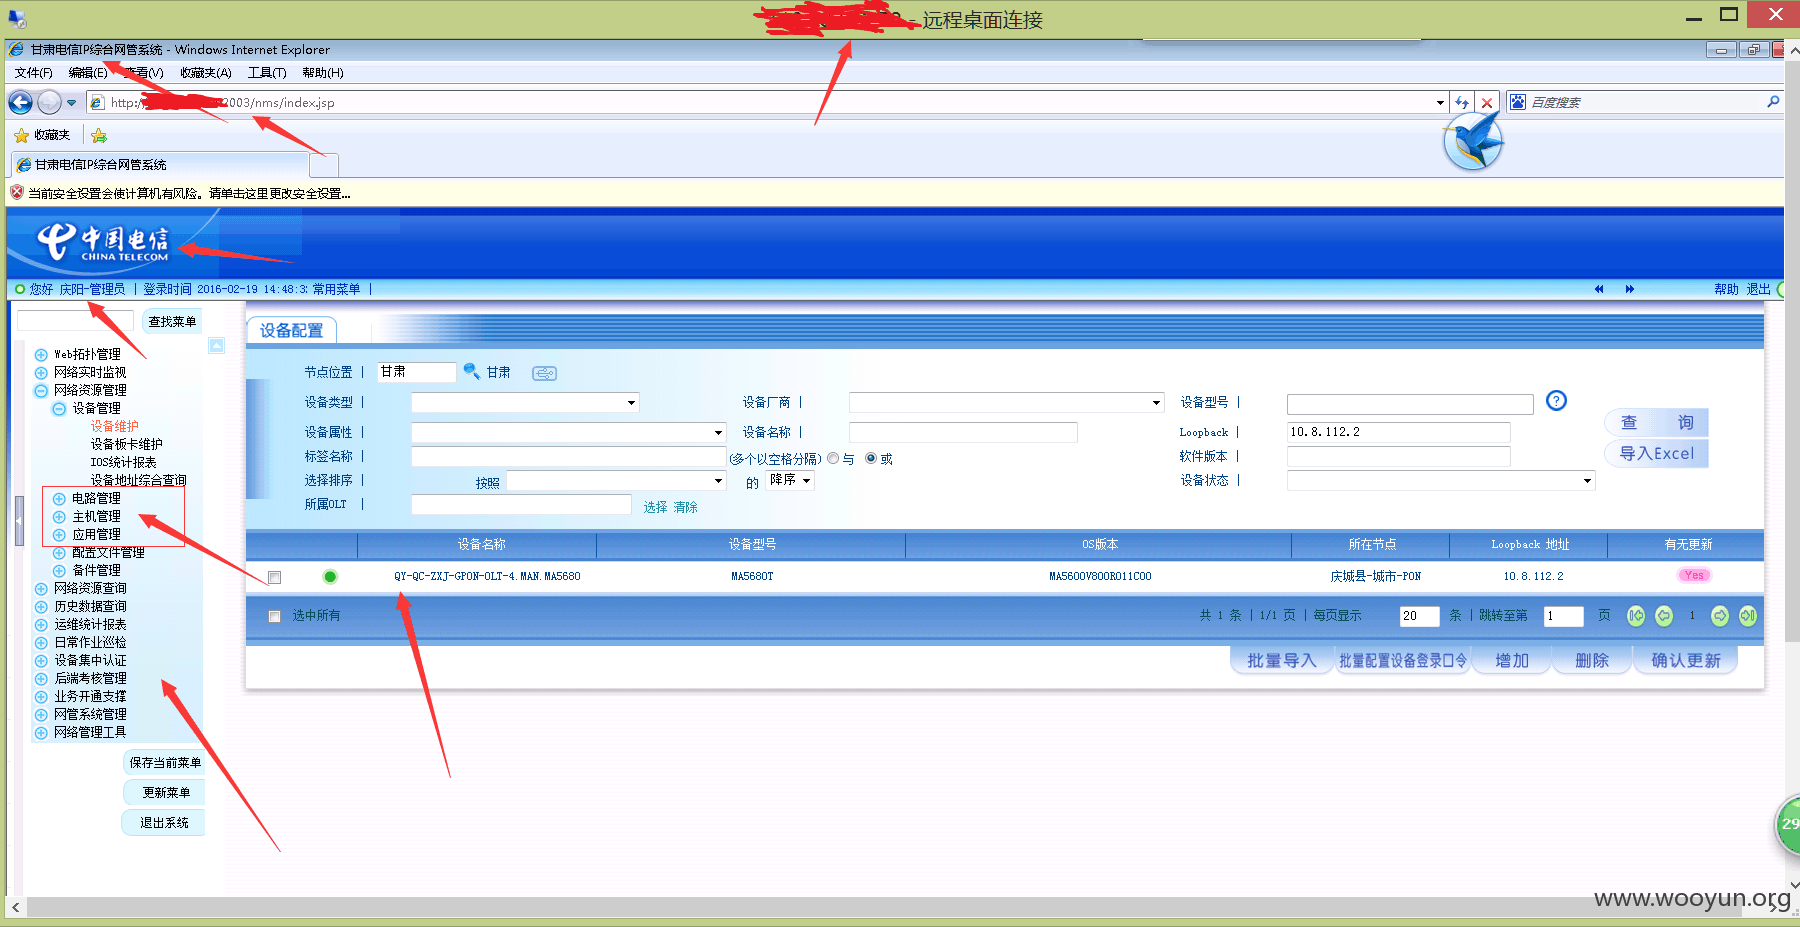 - 远程桌面连接
甘肃电信IP综合网管系统 - Windows Internet Explorer
文件(F) 编辑(E) 查看(V) 收藏夹(A) 工具(T) 帮助(H)
http:/ 2003/nms/index.jsp
百度搜索
收藏夹
甘肃电信IP综合网管系统
当前安全设置会使计算机有风险。请单击这里更改安全设置...
中国电信
CHINA TELECOM
您好 庆阳-管理员 | 登录时间 2016-02-19 14:48:3: 常用菜单 |
帮助 退出
查找菜单
Web拓扑管理
网络实时监视
网络资源管理
设备管理
设备维护
设备板卡维护
IOS统计报表
设备地址综合查询
电路管理
主机管理
应用管理
配置文件管理
备件管理
网络资源查询
历史数据查询
运维统计报表
日常作业巡检
设备集中认证
后端考核管理
业务开通支撑
网管系统管理
网络管理工具
保存当前菜单
更新菜单
退出系统
设备配置
节点位置 | 甘肃 甘肃
设备类型 | 设备厂商 | 设备型号 | ?
设备属性 | 设备名称 | Loopback | 10.8.112.2
标签名称 | (多个以空格分隔) 与 或 软件版本 |
选择排序 | 按照 的 降序 设备状态 |
所属OLT | 选择 清除
查 询
导入Excel
设备名称 设备型号 OS版本 所在节点 Loopback 地址 有无更新
QY-QC-ZXJ-GPON-OLT-4.MAN.MA5680 MA5680T MA5600V800R011C00 庆城县-城市-PON 10.8.112.2 Yes
选中所有 共 1 条 | 1/1 页 | 每页显示 20 条 | 跳转至第 1 页 1
批量导入 批量配置设备登录口令 增加 删除 确认更新
29
www.wooyun.org